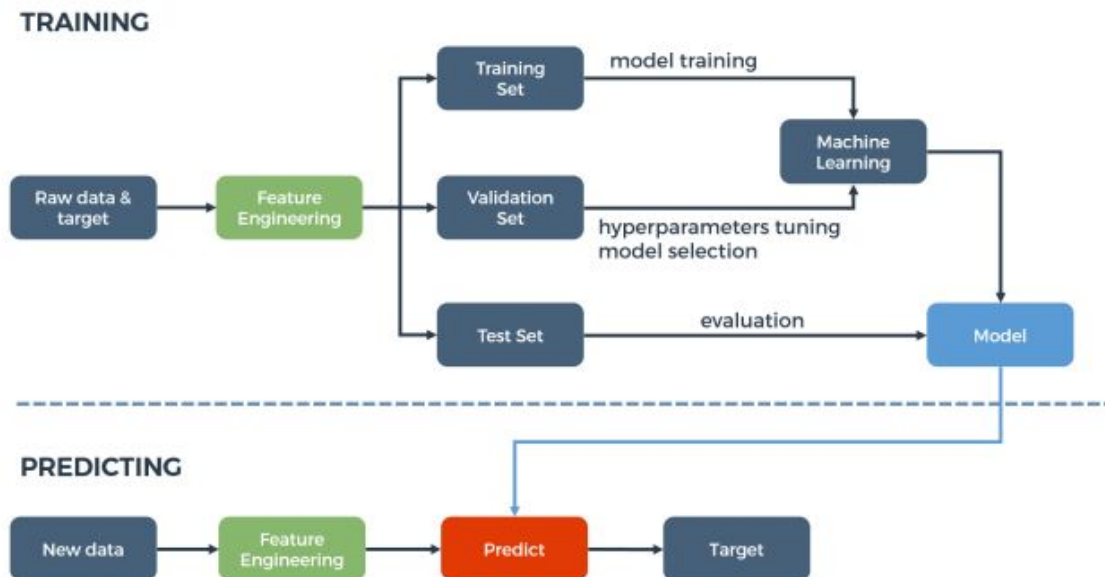 TRAINING
Training
Set
model training
Machine
Learning
Raw data &
target
Feature
Engineering
Validation
Set
hyperparameters tuning
model selection
Test Set
evaluation
Model
PREDICTING
New data
Feature
Engineering
Predict
Target